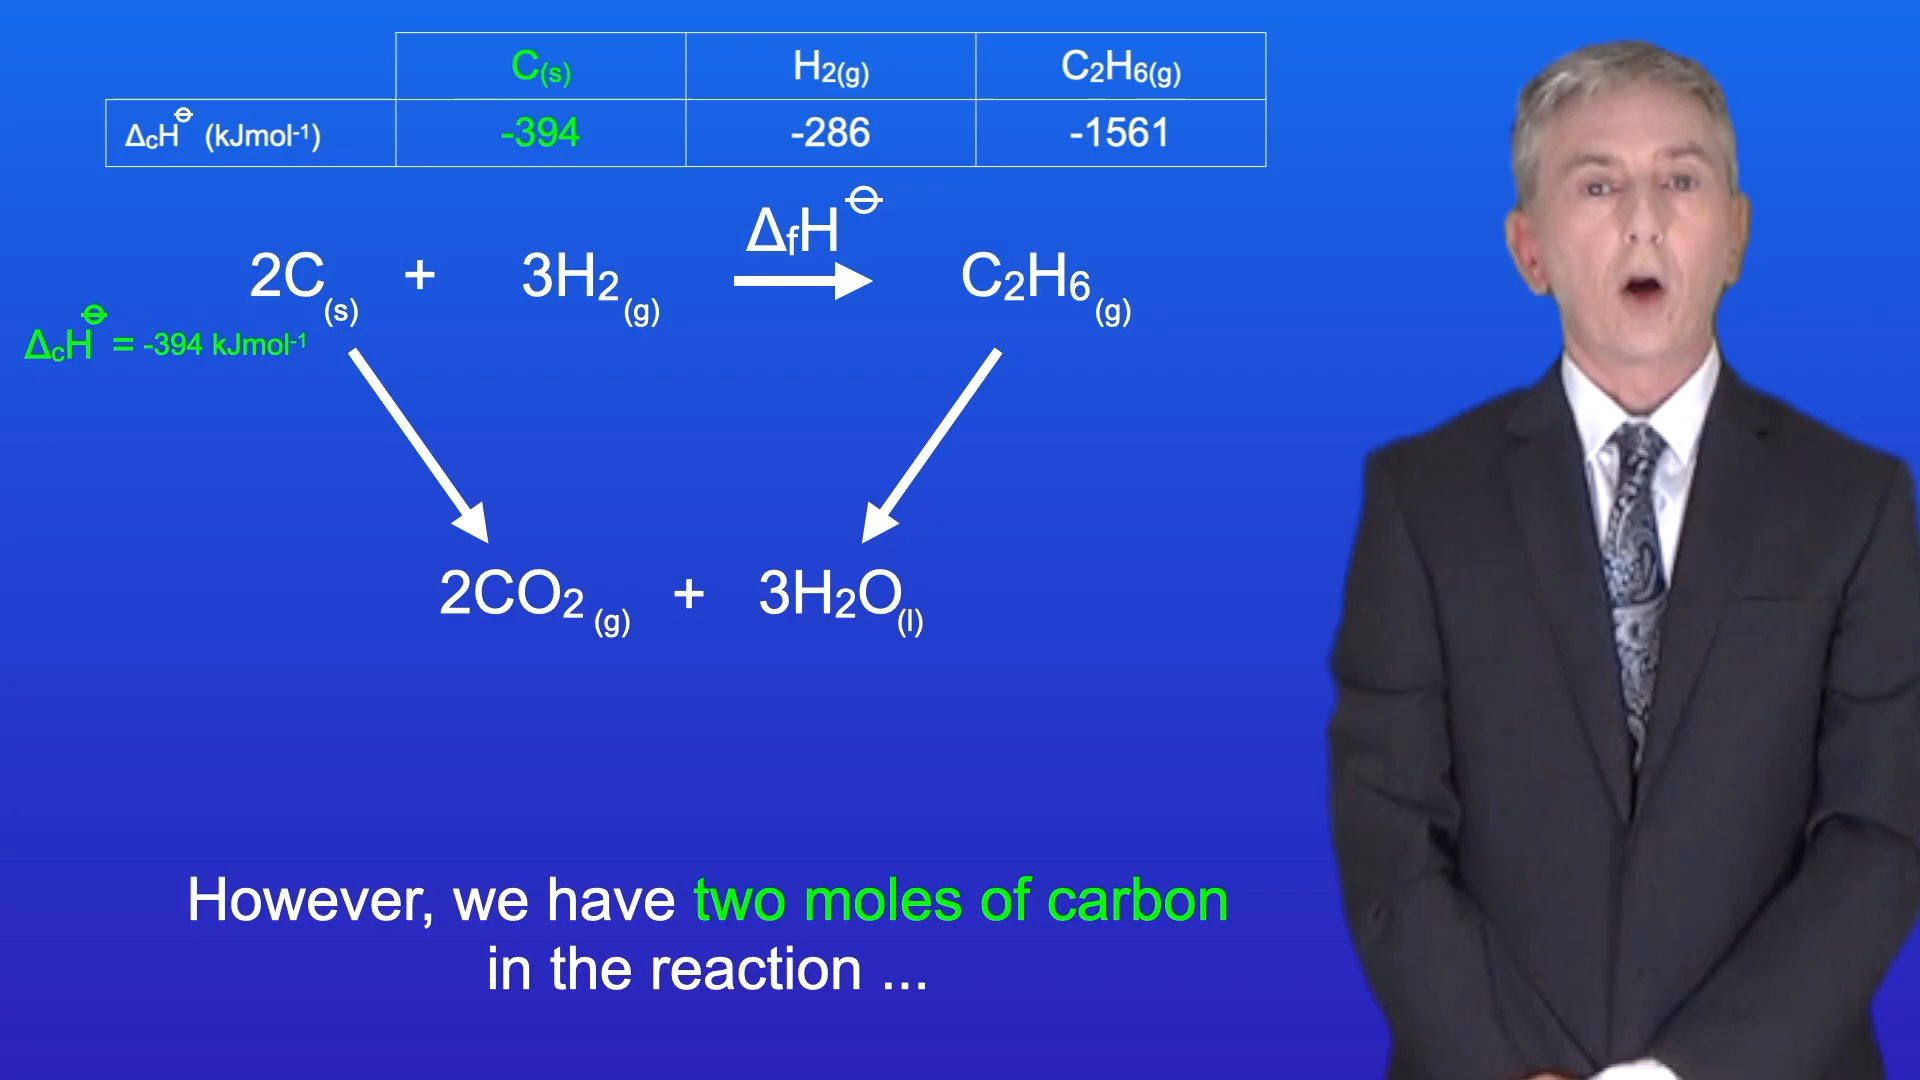 C(s) H2(g) C2H6(g)
ΔcH⦵ (kJmol-1) -394 -286 -1561
ΔfH⦵
2C(s) + 3H2(g) C2H6(g)
ΔcH⦵ = -394 kJmol-1
2CO2(g) + 3H2O(l)
However, we have two moles of carbon
in the reaction ...